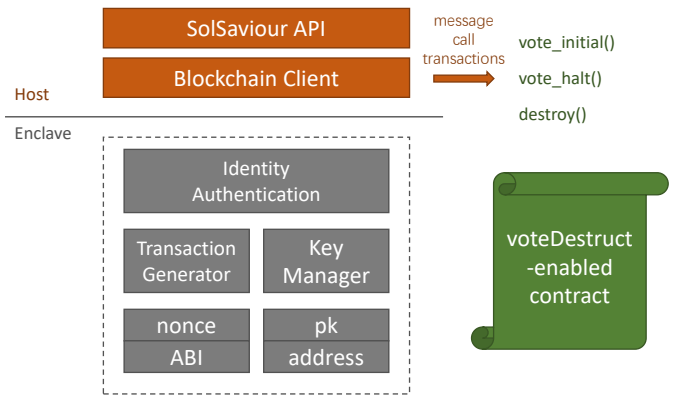 SolSaviour API
Blockchain Client
message
call
transactions
vote_initial()
vote_halt()
destroy()
Host
Enclave
Identity
Authentication
Transaction
Generator
Key
Manager
nonce
ABI
pk
address
voteDestruct
-enabled
contract